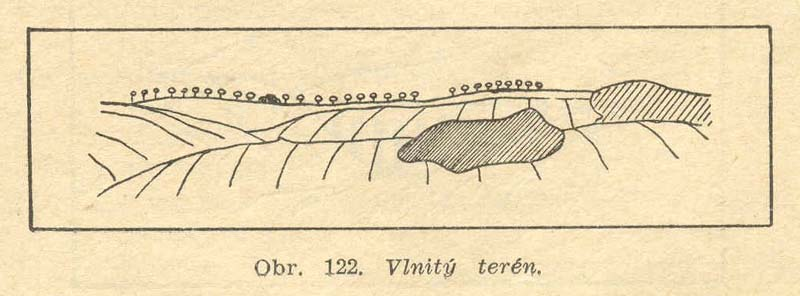 Obr. 122. Vlnitý terén.